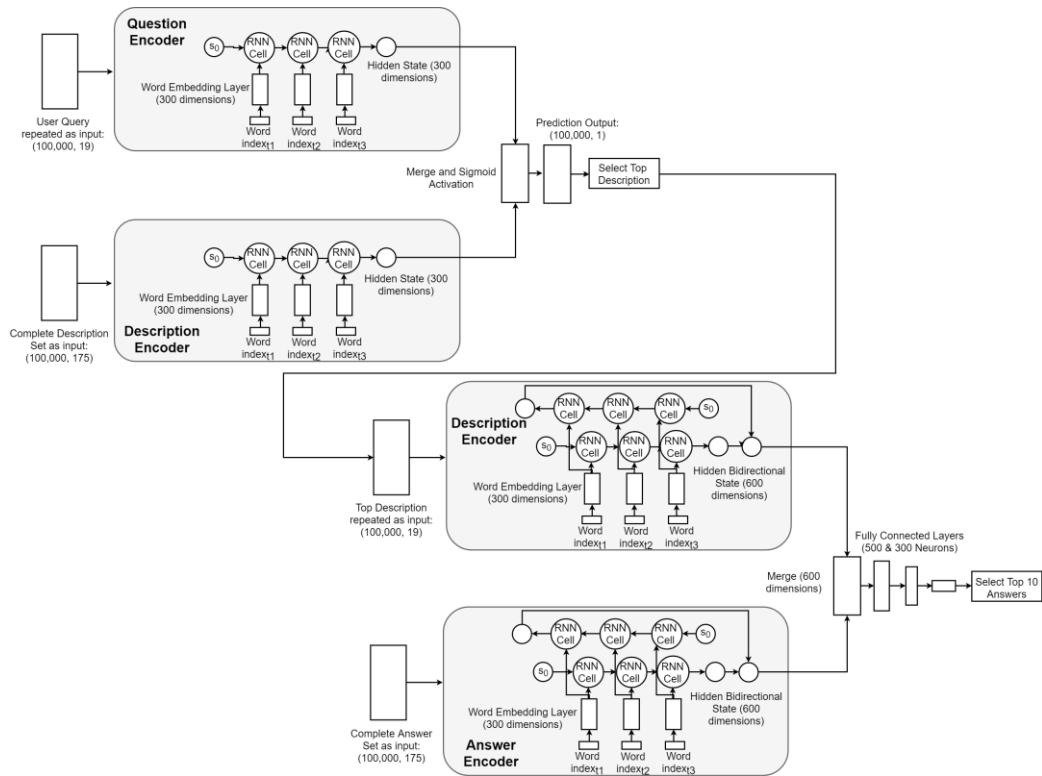 Question
Encoder
S0
RNN
Cell
RNN
Cell
RNN
Cell
Hidden State (300
dimensions)
Word Embedding Layer
(300 dimensions)
Word
indext1
Word
indext2
Word
indext3
User Query
repeated as input:
(100,000, 19)
Prediction Output:
(100,000, 1)
Merge and Sigmoid
Activation
Select Top
Description
S0
RNN
Cell
RNN
Cell
RNN
Cell
Hidden State (300
dimensions)
Word Embedding Layer
(300 dimensions)
Description
Encoder
Word
indext1
Word
indext2
Word
indext3
Complete Description
Set as input:
(100,000, 175)
Description
Encoder
RNN
Cell
RNN
Cell
RNN
Cell
S0
S0
RNN
Cell
RNN
Cell
RNN
Cell
Hidden Bidirectional
State (600
dimensions)
Word Embedding Layer
(300 dimensions)
Word
indext1
Word
indext2
Word
indext3
Top Description
repeated as input:
(100,000, 19)
Fully Connected Layers
(500 & 300 Neurons)
Merge (600
dimensions)
Select Top 10
Answers
RNN
Cell
RNN
Cell
RNN
Cell
S0
S0
RNN
Cell
RNN
Cell
RNN
Cell
Hidden Bidirectional
State (600
dimensions)
Word Embedding Layer
(300 dimensions)
Answer
Encoder
Word
indext1
Word
indext2
Word
indext3
Complete Answer
Set as input:
(100,000, 175)